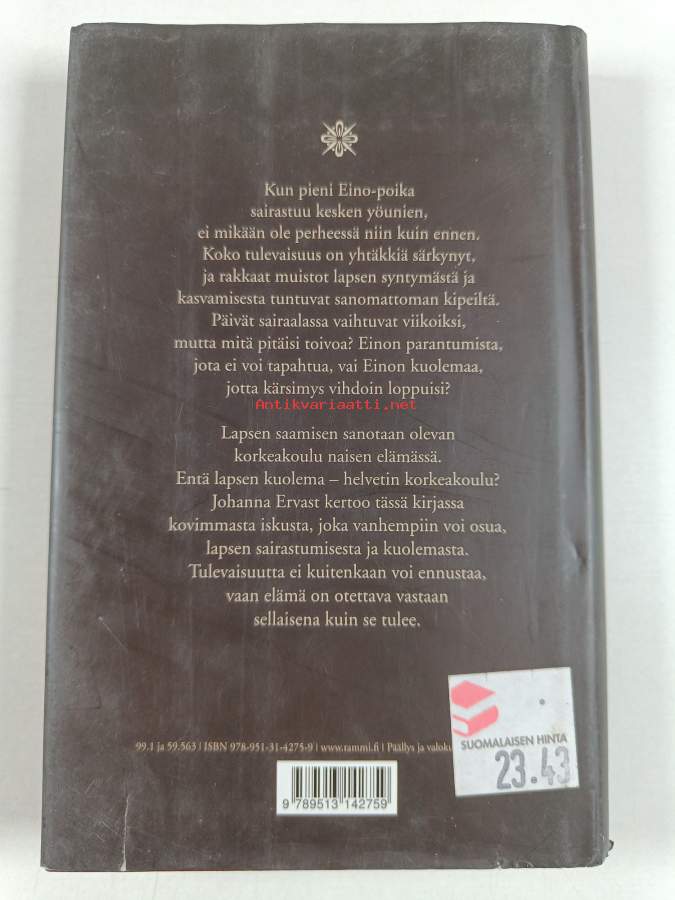 Kun pieni Eino-poika
sairastuu kesken yöunien,
ei mikään ole perheessä niin kuin ennen.
Koko tulevaisuus on yhtäkkiä särkynyt,
ja rakkaat muistot lapsen syntymästä ja
kasvamisesta tuntuvat sanomattoman kipeiltä.
Päivät sairaalassa vaihtuvat viikoiksi,
mutta mitä pitäisi toivoa? Einon parantumista,
jota ei voi tapahtua, vai Einon kuolemaa,
jotta kärsimys vihdoin loppuisi?
Antikvariaatti.net
Lapsen saamisen sanotaan olevan
korkeakoulu naisen elämässä.
Entä lapsen kuolema – helvetin korkeakoulu?
Johanna Ervast kertoo tässä kirjassa
kovimmasta iskusta, joka vanhempiin voi osua,
lapsen sairastumisesta ja kuolemasta.
Tulevaisuutta ei kuitenkaan voi ennustaa,
vaan elämä on otettava vastaan
sellaisena kuin se tulee.
99.1 ja 59.563 | ISBN 978-951-31-4275-9 | www.tammi.fi | Päällys ja
SUOMALAISEN HINTA
23.43
9 789513 142759